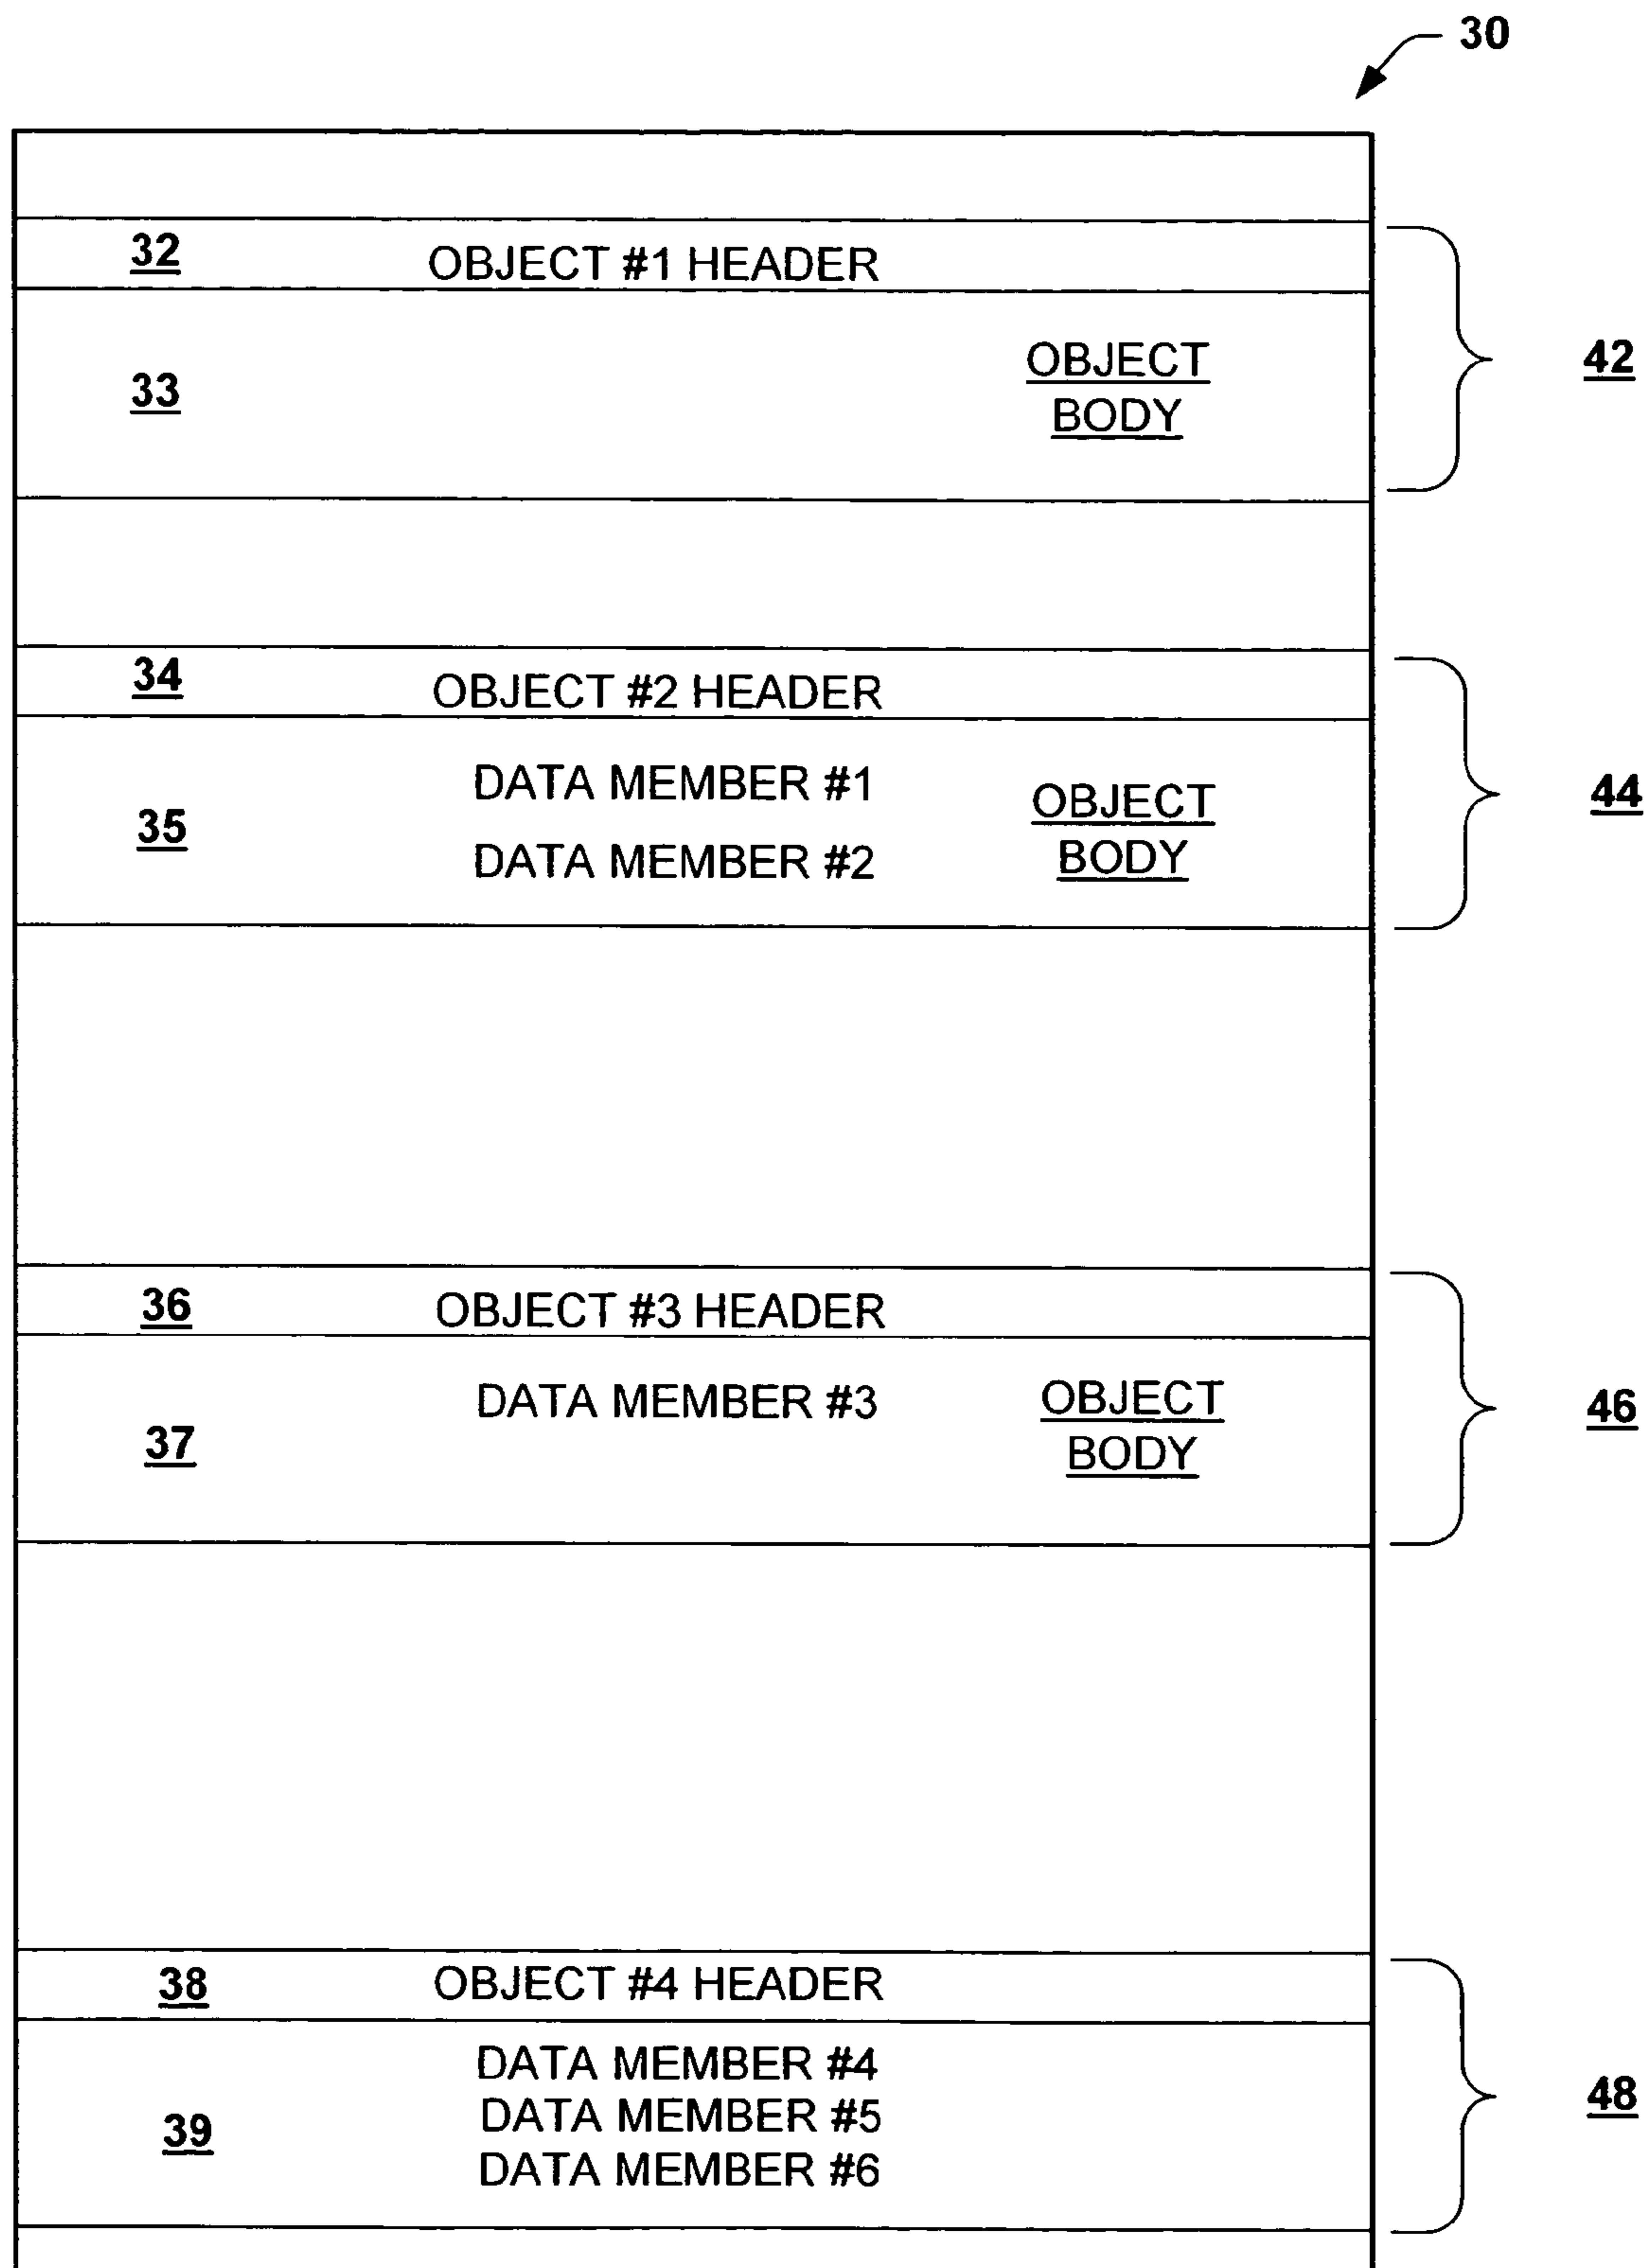 30
32 OBJECT #1 HEADER
42
33
OBJECT
BODY
34 OBJECT #2 HEADER
44
35
DATA MEMBER #1
DATA MEMBER #2
OBJECT
BODY
36 OBJECT #3 HEADER
46
37
DATA MEMBER #3
OBJECT
BODY
38 OBJECT #4 HEADER
48
39
DATA MEMBER #4
DATA MEMBER #5
DATA MEMBER #6